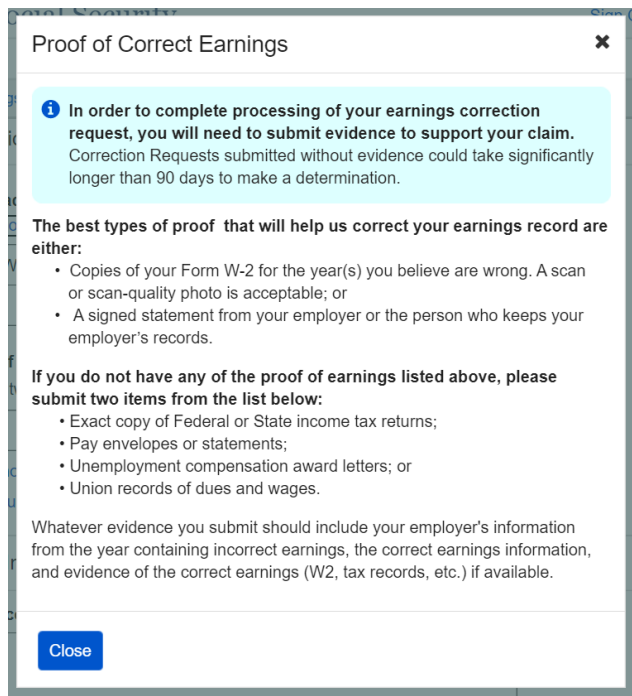 Social Security
Sign
Proof of Correct Earnings
In order to complete processing of your earnings correction
request, you will need to submit evidence to support your claim.
Correction Requests submitted without evidence could take significantly
longer than 90 days to make a determination.
The best types of proof  that will help us correct your earnings record are
either:
• Copies of your Form W-2 for the year(s) you believe are wrong. A scan
or scan-quality photo is acceptable; or
• A signed statement from your employer or the person who keeps your
employer's records.
If you do not have any of the proof of earnings listed above, please
submit two items from the list below:
• Exact copy of Federal or State income tax returns;
• Pay envelopes or statements;
• Unemployment compensation award letters; or
• Union records of dues and wages.
Whatever evidence you submit should include your employer's information
from the year containing incorrect earnings, the correct earnings information,
and evidence of the correct earnings (W2, tax records, etc.) if available.
Close